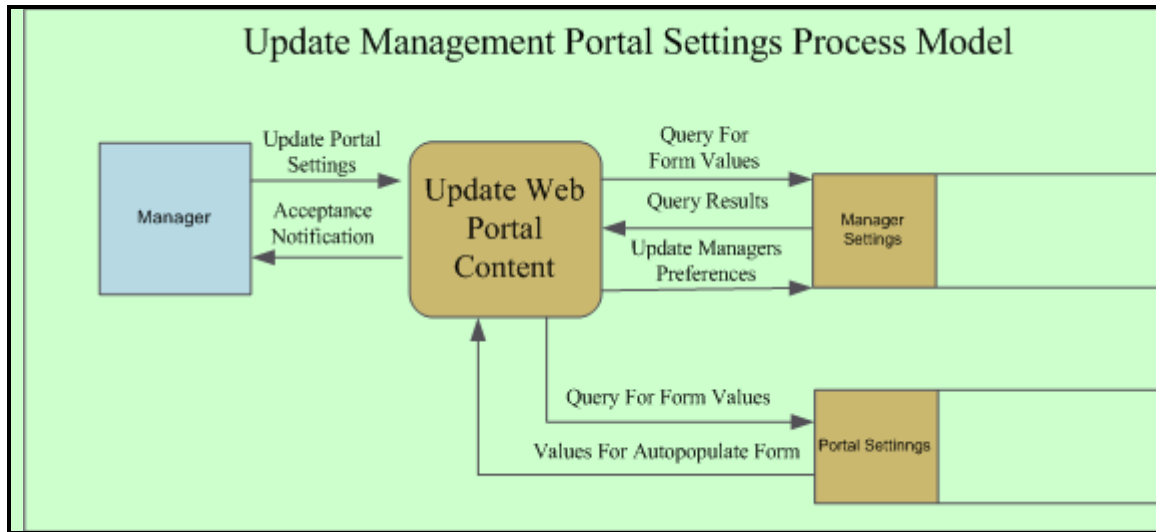 Update Management Portal Settings Process Model
Update Portal
Settings
Manager
Acceptance
Notification
Update Web
Portal
Content
Query For
Form Values
Query Results
Update Managers
Preferences
Manager
Settings
Query For Form Values
Values For Autopopulate Form
Portal Settinngs